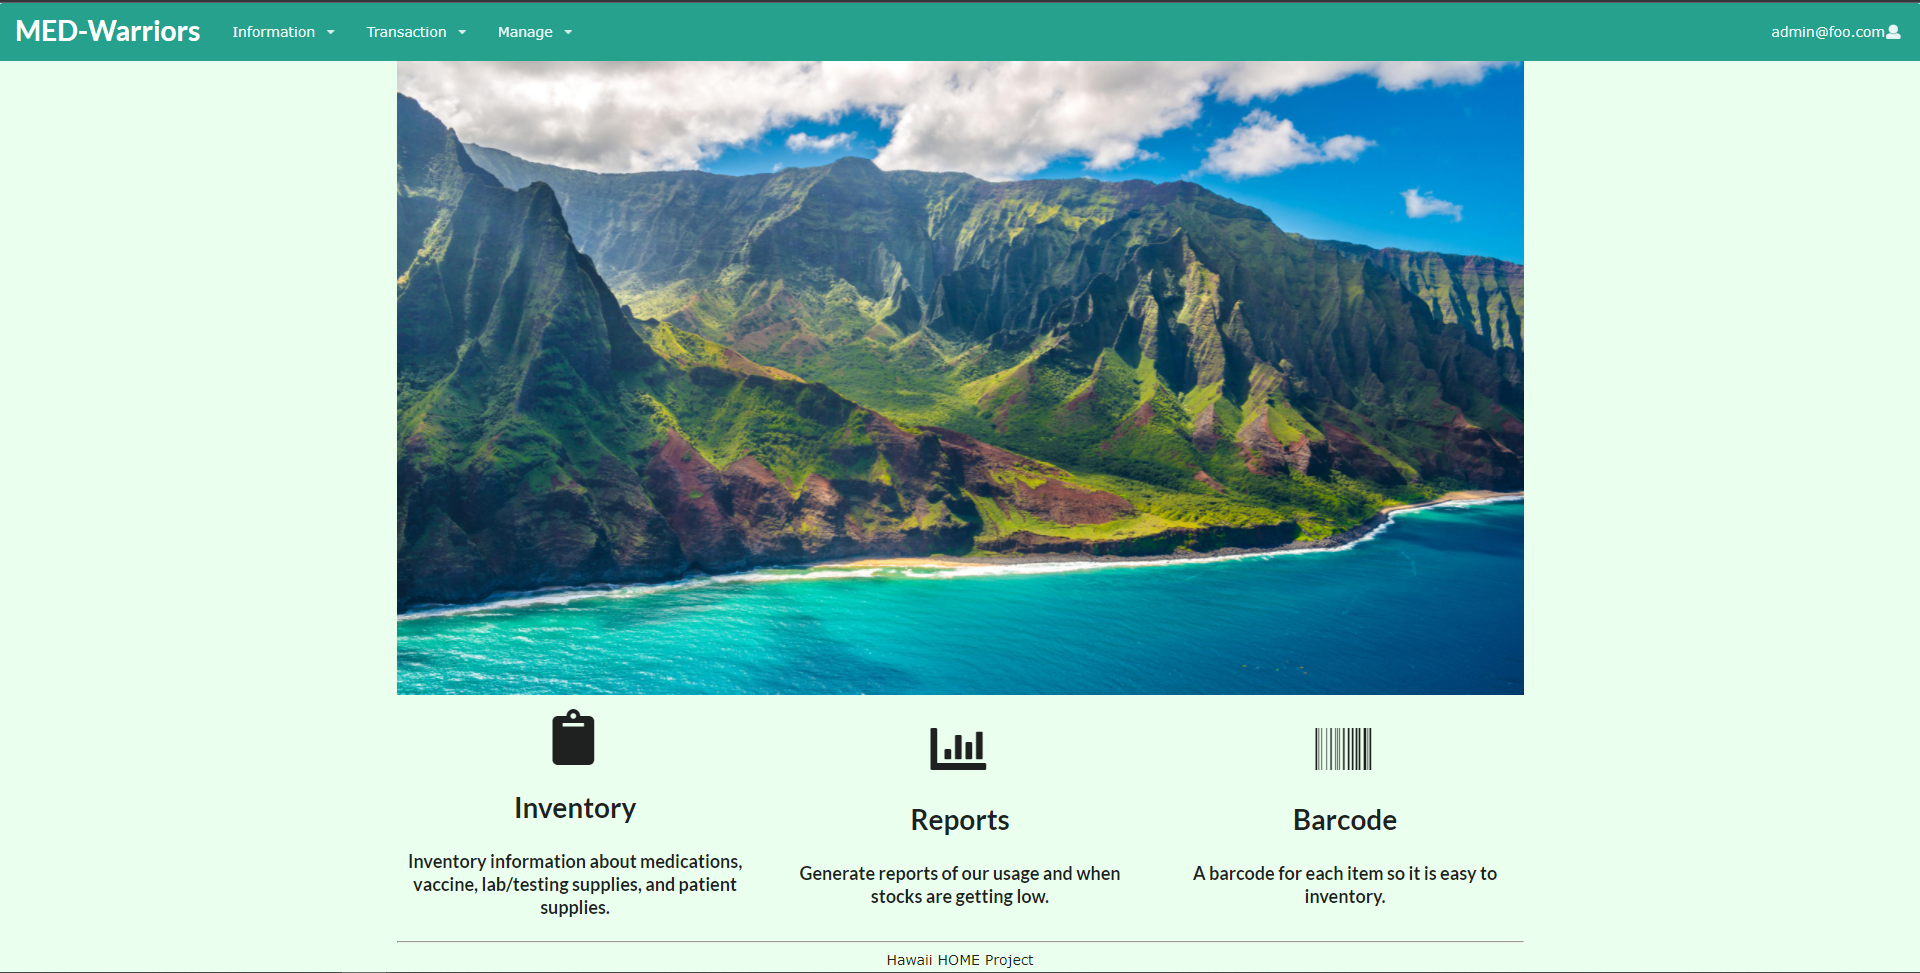 MED-Warriors Information Transaction Manage admin@foo.com
Inventory
Inventory information about medications,
vaccine, lab/testing supplies, and patient
supplies.
Reports
Generate reports of our usage and when
stocks are getting low.
Barcode
A barcode for each item so it is easy to
inventory.
Hawaii HOME Project